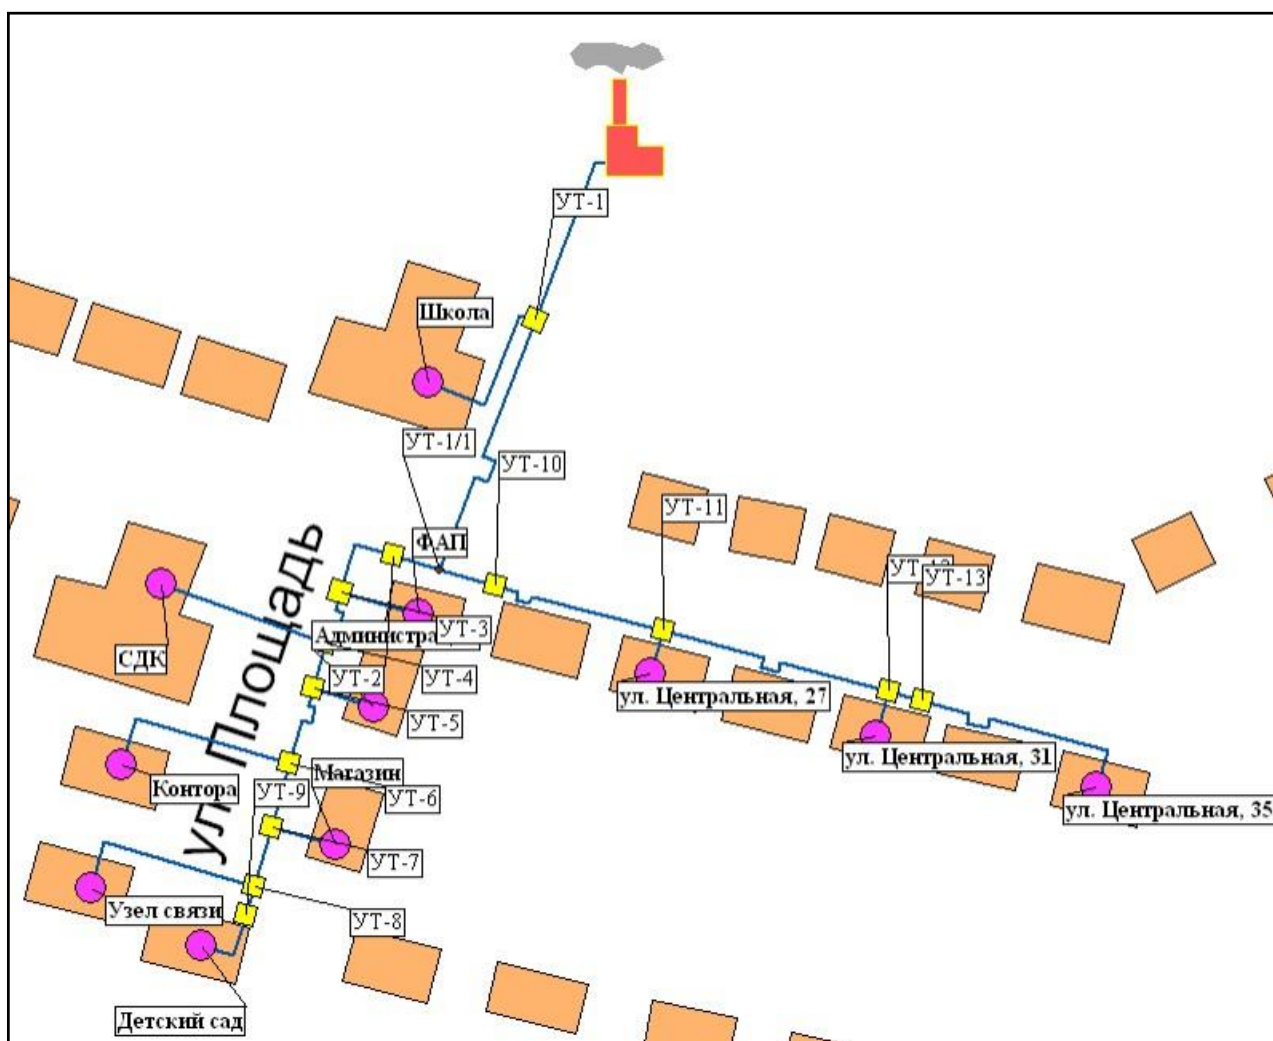 УТ-1
Школа
УТ-1/1
УТ-10
УТ-11
ФАП
УТ-13
УТ-3
СДК
УТ-2
УТ-4
ул. Центральная, 27
УТ-5
ул. Площадь
ул. Центральная, 31
Контора
Магазин
УТ-9
УТ-6
ул. Центральная, 35
УТ-7
Узел связи
УТ-8
Детский сад